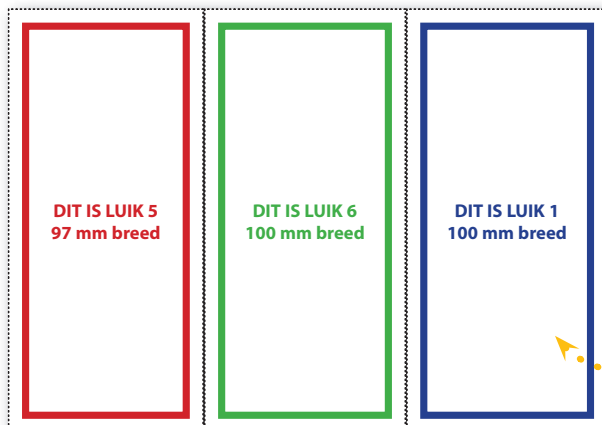 DIT IS LUIK 5
97 mm breed
DIT IS LUIK 6
100 mm breed
DIT IS LUIK 1
100 mm breed